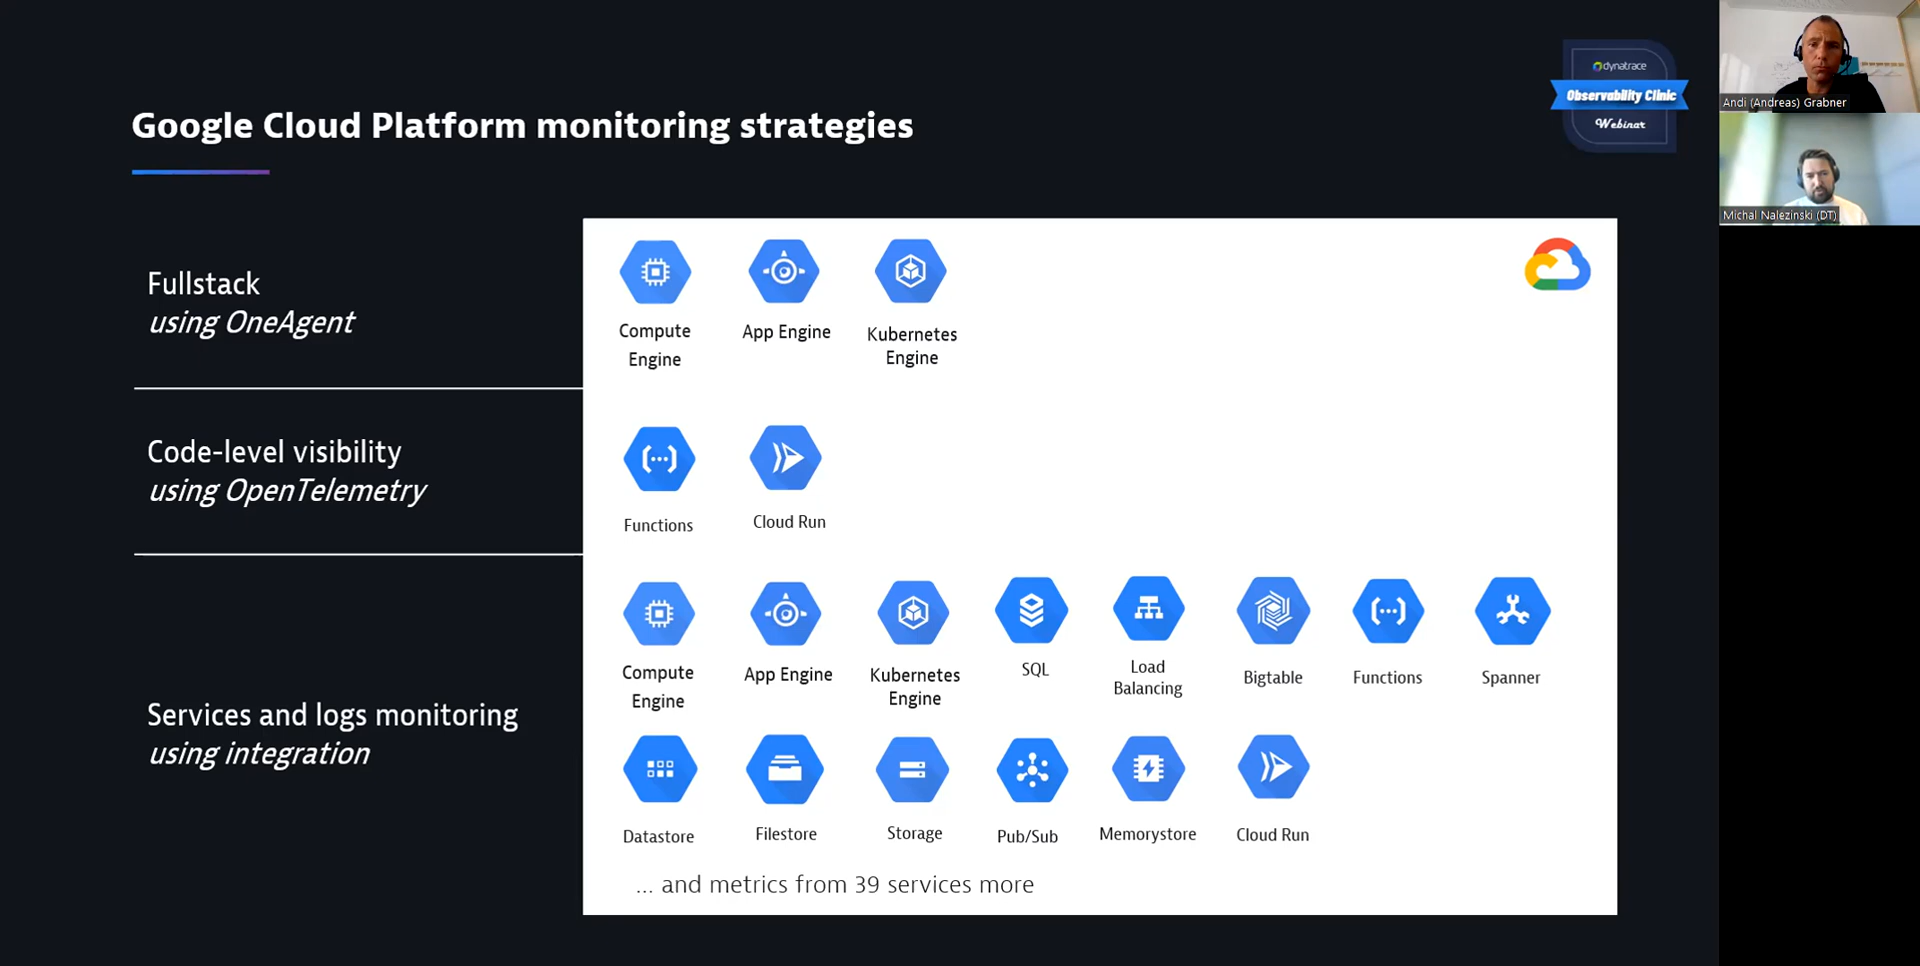 Google Cloud Platform monitoring strategies
dynatrace
Observability Clinic
Webinar
Andi (Andreas) Grabner
Michal Nalezinski (DT)
Fullstack
using OneAgent
Compute
Engine
App Engine
Kubernetes
Engine
Code-level visibility
using OpenTelemetry
Functions
Cloud Run
Services and logs monitoring
using integration
Compute
Engine
App Engine
Kubernetes
Engine
SQL
Load
Balancing
Bigtable
Functions
Spanner
Datastore
Filestore
Storage
Pub/Sub
Memorystore
Cloud Run
... and metrics from 39 services more